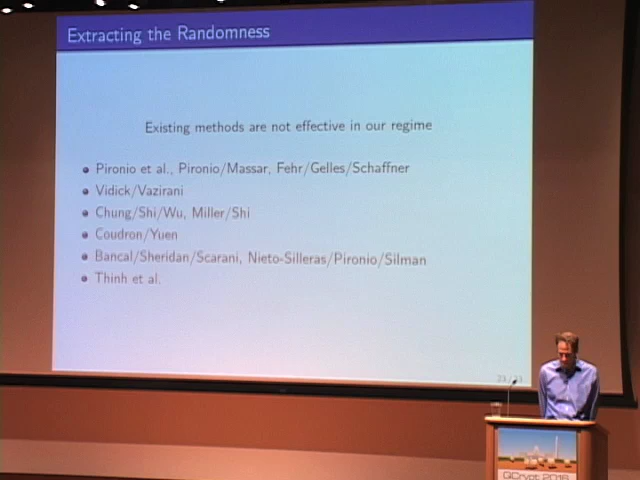 Extracting the Randomness
Existing methods are not effective in our regime
Pironio et al., Pironio/Massar, Fehr/Gelles/Schaffner
Vidick/Vazirani
Chung/Shi/Wu, Miller/Shi
Coudron/Yuen
Bancal/Sheridan/Scarani, Nieto-Silleras/Pironio/Silman
Thinh et al.
QCrypt 2016